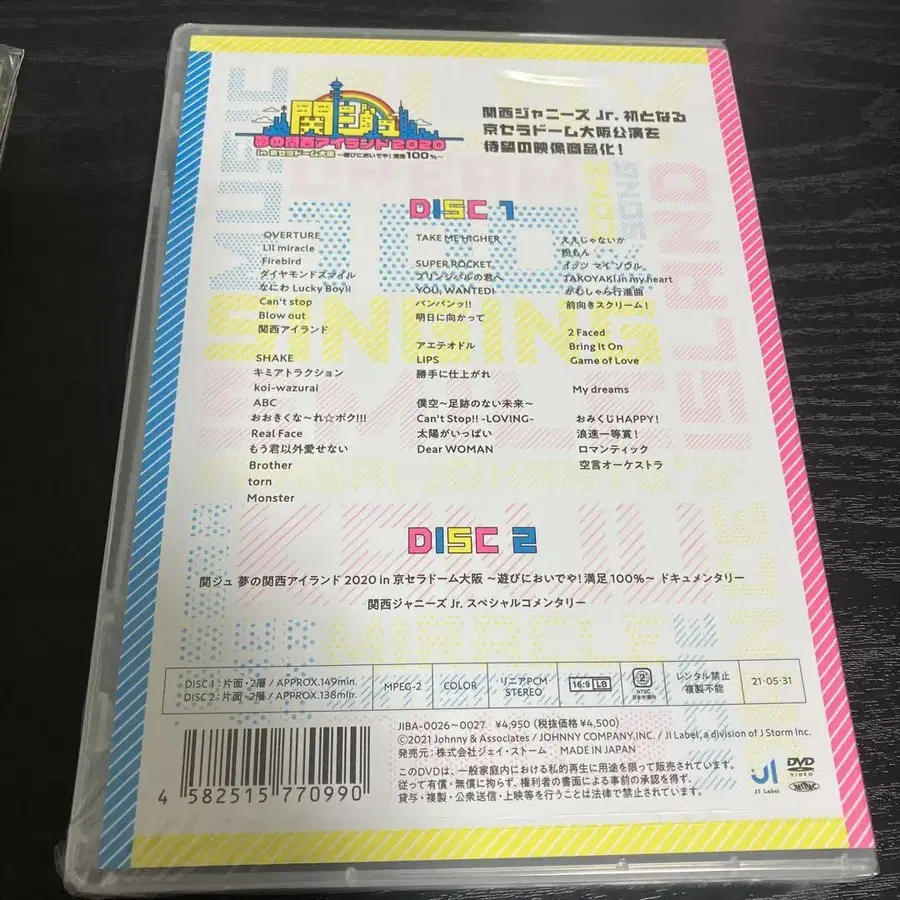 関ジュ
夢の関西アイランド2020
in 京セラドーム大阪 ～遊びにおいでや!満足100%～
関西ジャニーズ Jr. 初となる
京セラドーム大阪公演を
待望の映像商品化!
DISC 1
OVERTURE
Lil miracle
Firebird
ダイヤモンドスマイル
なにわ Lucky Boy!!
Can't stop
Blow out
関西アイランド
SHAKE
キミアトラクション
koi-wazurai
ABC
おおきくな～れ☆ボク!!!
Real Face
もう君以外愛せない
Brother
torn
Monster
TAKE ME HIGHER
SUPER ROCKET
プリンシパルの君へ
YOU, WANTED!
バンバンッ!!
明日に向かって
アエテオドル
LIPS
勝手に仕上がれ
僕空～足跡のない未来～
Can't Stop!! -LOVING-
太陽がいっぱい
Dear WOMAN
ええじゃないか
粉もん
イッツ マイ ソウル
TAKOYAKI in my heart
がむしゃら行進曲
前向きスクリーム!
2 Faced
Bring It On
Game of Love
My dreams
おみくじHAPPY!
浪速一等賞!
ロマンティック
空言オーケストラ
DISC 2
関ジュ 夢の関西アイランド 2020 in 京セラドーム大阪 ～遊びにおいでや! 満足 100%～ ドキュメンタリー
関西ジャニーズ Jr. スペシャルコメンタリー
DISC 1 : 片面・2層 / APPROX.149min.
DISC 2 : 片面・2層 / APPROX.138min.
MPEG-2
COLOR
リニアPCM
STEREO
16:9 LB
2
NTSC
日本市場向
レンタル禁止
複製不能
21・05・31
JIBA-0026～0027 ¥4,950 (税抜価格 ¥4,500)
©2021 Johnny & Associates / JOHNNY COMPANY, INC. / JI Label, a division of J Storm Inc.
発売元：株式会社ジェイ・ストーム MADE IN JAPAN
このDVDは、一般家庭内における私的再生に用途を限って販売されています。
従って有償・無償に拘らず、権利者の書面による事前の承認を得ず、
貸与・複製・公衆送信・上映等を行うことは法律で禁止されています。
4 582515 770990
JI Label
DVD
VIDEO